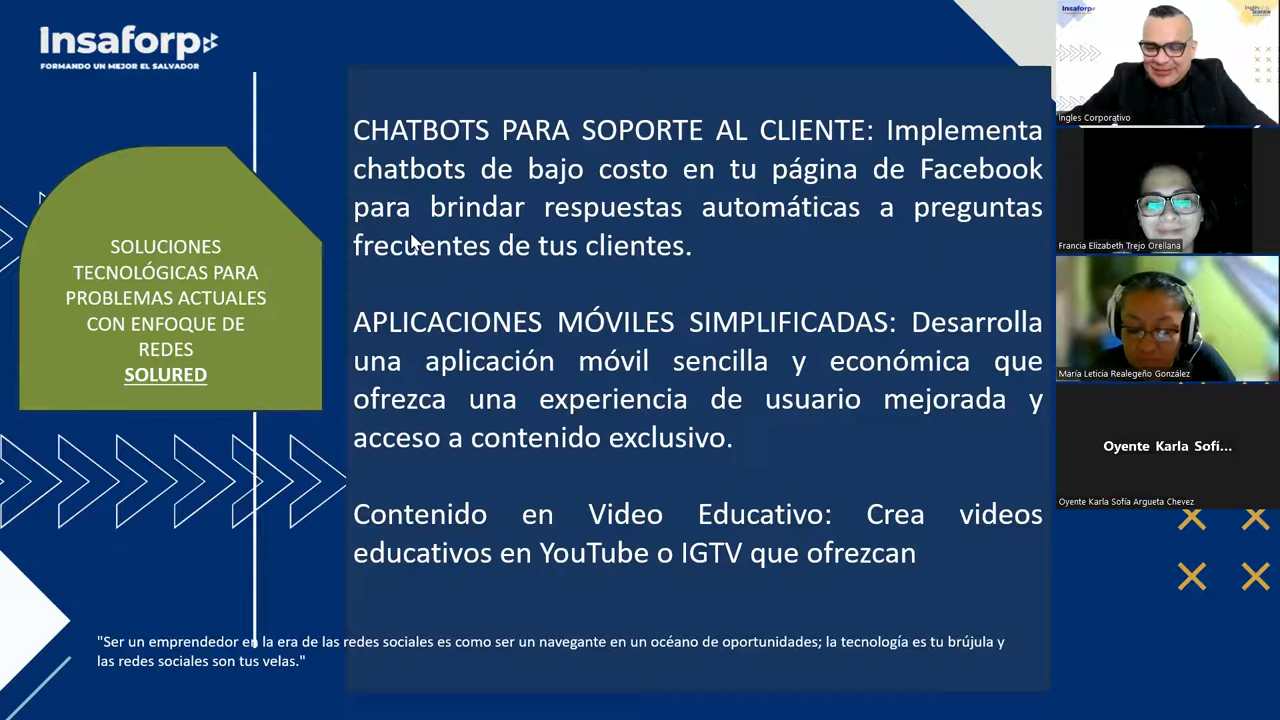 Insaforp
FORMANDO UN MEJOR EL SALVADOR
SOLUCIONES
TECNOLÓGICAS PARA
PROBLEMAS ACTUALES
CON ENFOQUE DE
REDES
SOLURED
CHATBOTS PARA SOPORTE AL CLIENTE: Implementa
chatbots de bajo costo en tu página de Facebook
para brindar respuestas automáticas a preguntas
frecuentes de tus clientes.
APLICACIONES MÓVILES SIMPLIFICADAS: Desarrolla
una aplicación móvil sencilla y económica que
ofrezca una experiencia de usuario mejorada y
acceso a contenido exclusivo.
Contenido en Video Educativo: Crea videos
educativos en YouTube o IGTV que ofrezcan
"Ser un emprendedor en la era de las redes sociales es como ser un navegante en un océano de oportunidades; la tecnología es tu brújula y
las redes sociales son tus velas."
Insaforp
Ingles Corporativo
Francia Elizabeth Trejo Orellana
María Leticia Realegeño González
Oyente Karla Sofí...
Oyente Karla Sofía Argueta Chevez